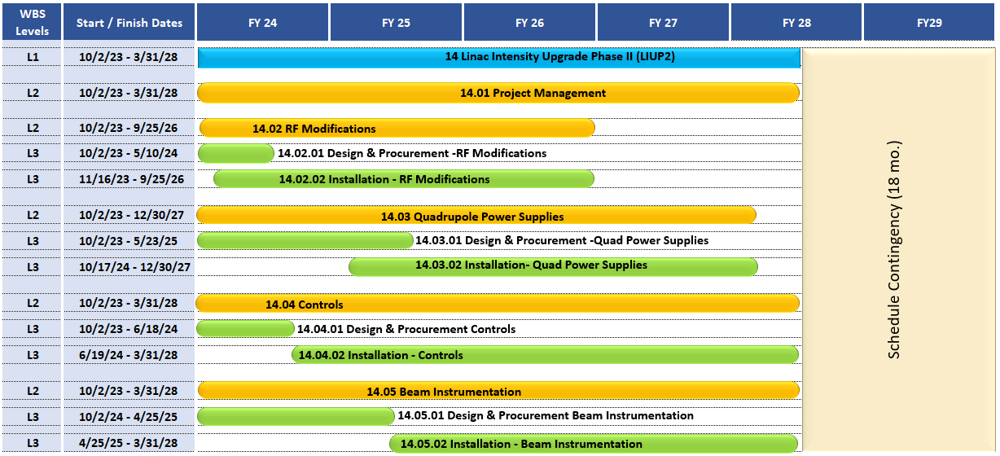 WBS Levels Start / Finish Dates FY 24 FY 25 FY 26 FY 27 FY 28 FY29
L1 10/2/23 - 3/31/28 14 Linac Intensity Upgrade Phase II (LIUP2)
L2 10/2/23 - 3/31/28 14.01 Project Management
L2 10/2/23 - 9/25/26 14.02 RF Modifications
L3 10/2/23 - 5/10/24 14.02.01 Design & Procurement -RF Modifications
L3 11/16/23 - 9/25/26 14.02.02 Installation - RF Modifications
L2 10/2/23 - 12/30/27 14.03 Quadrupole Power Supplies
L3 10/2/23 - 5/23/25 14.03.01 Design & Procurement -Quad Power Supplies
L3 10/17/24 - 12/30/27 14.03.02 Installation- Quad Power Supplies
L2 10/2/23 - 3/31/28 14.04 Controls
L3 10/2/23 - 6/18/24 14.04.01 Design & Procurement Controls
L3 6/19/24 - 3/31/28 14.04.02 Installation - Controls
L2 10/2/23 - 3/31/28 14.05 Beam Instrumentation
L3 10/2/24 - 4/25/25 14.05.01 Design & Procurement Beam Instrumentation
L3 4/25/25 - 3/31/28 14.05.02 Installation - Beam Instrumentation
Schedule Contingency (18 mo.)